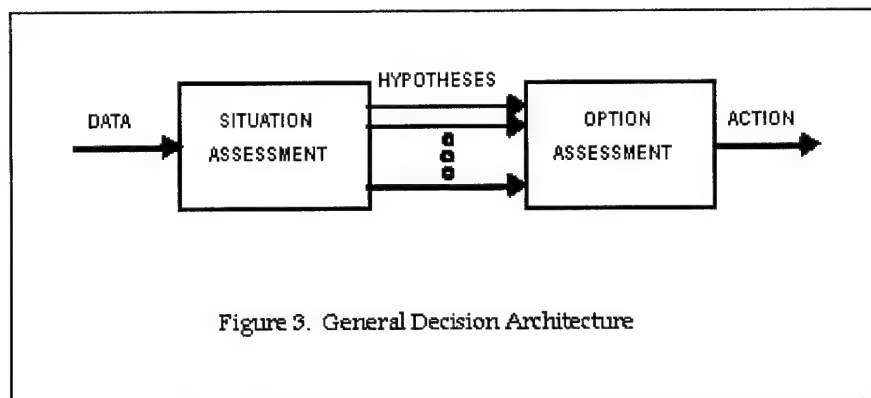 HYPOTHESES
DATA
SITUATION
ASSESSMENT
OPTION
ASSESSMENT
ACTION
Figure 3. General Decision Architecture